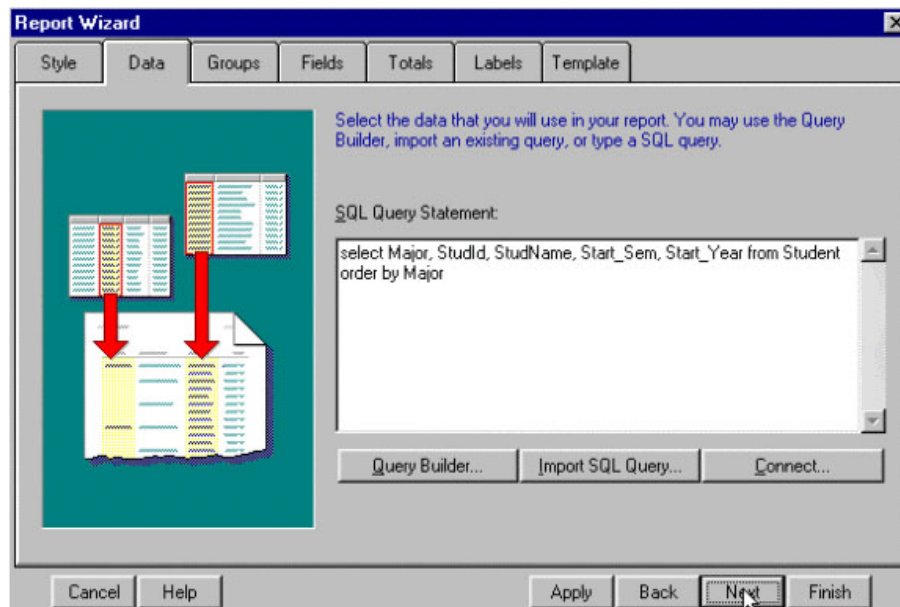 Report Wizard
Style Data Groups Fields Totals Labels Template
Select the data that you will use in your report. You may use the Query
Builder, import an existing query, or type a SQL query.
SQL Query Statement:
select Major, StudId, StudName, Start_Sem, Start_Year from Student
order by Major
Query Builder... Import SQL Query... Connect...
Cancel Help Apply Back Next Finish